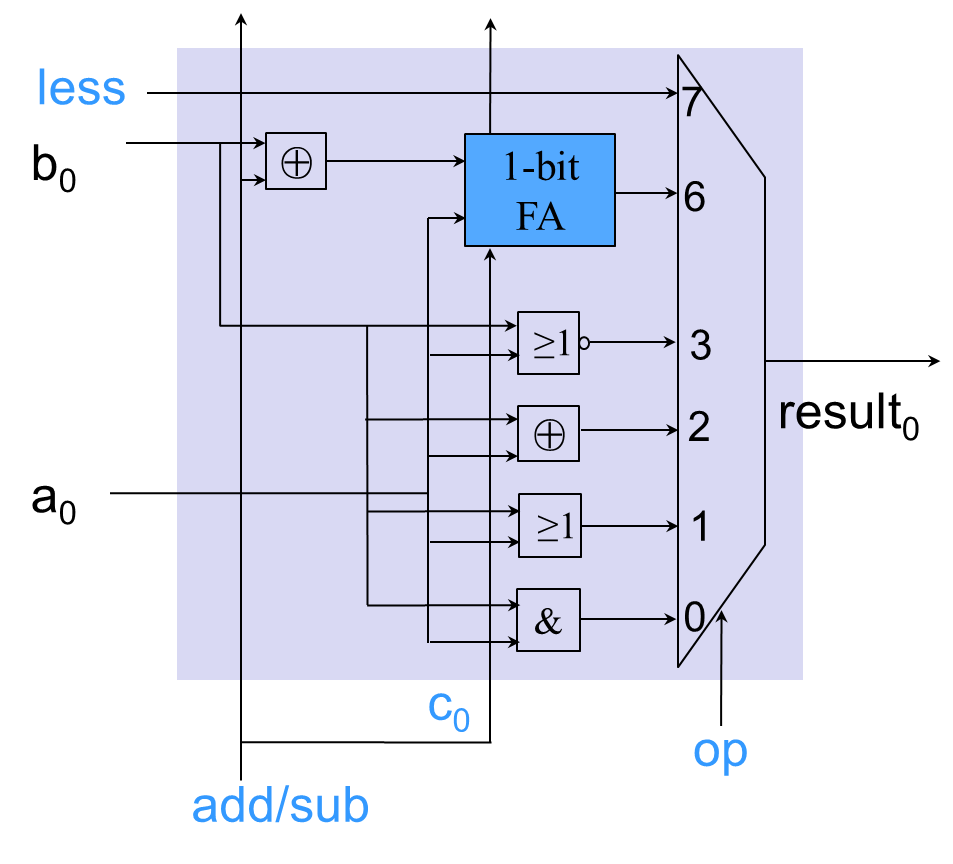 less
7
b₀
⊕
1-bit
FA
6
≥1
3
⊕
2
result₀
a₀
≥1
1
&
0
c₀
op
add/sub